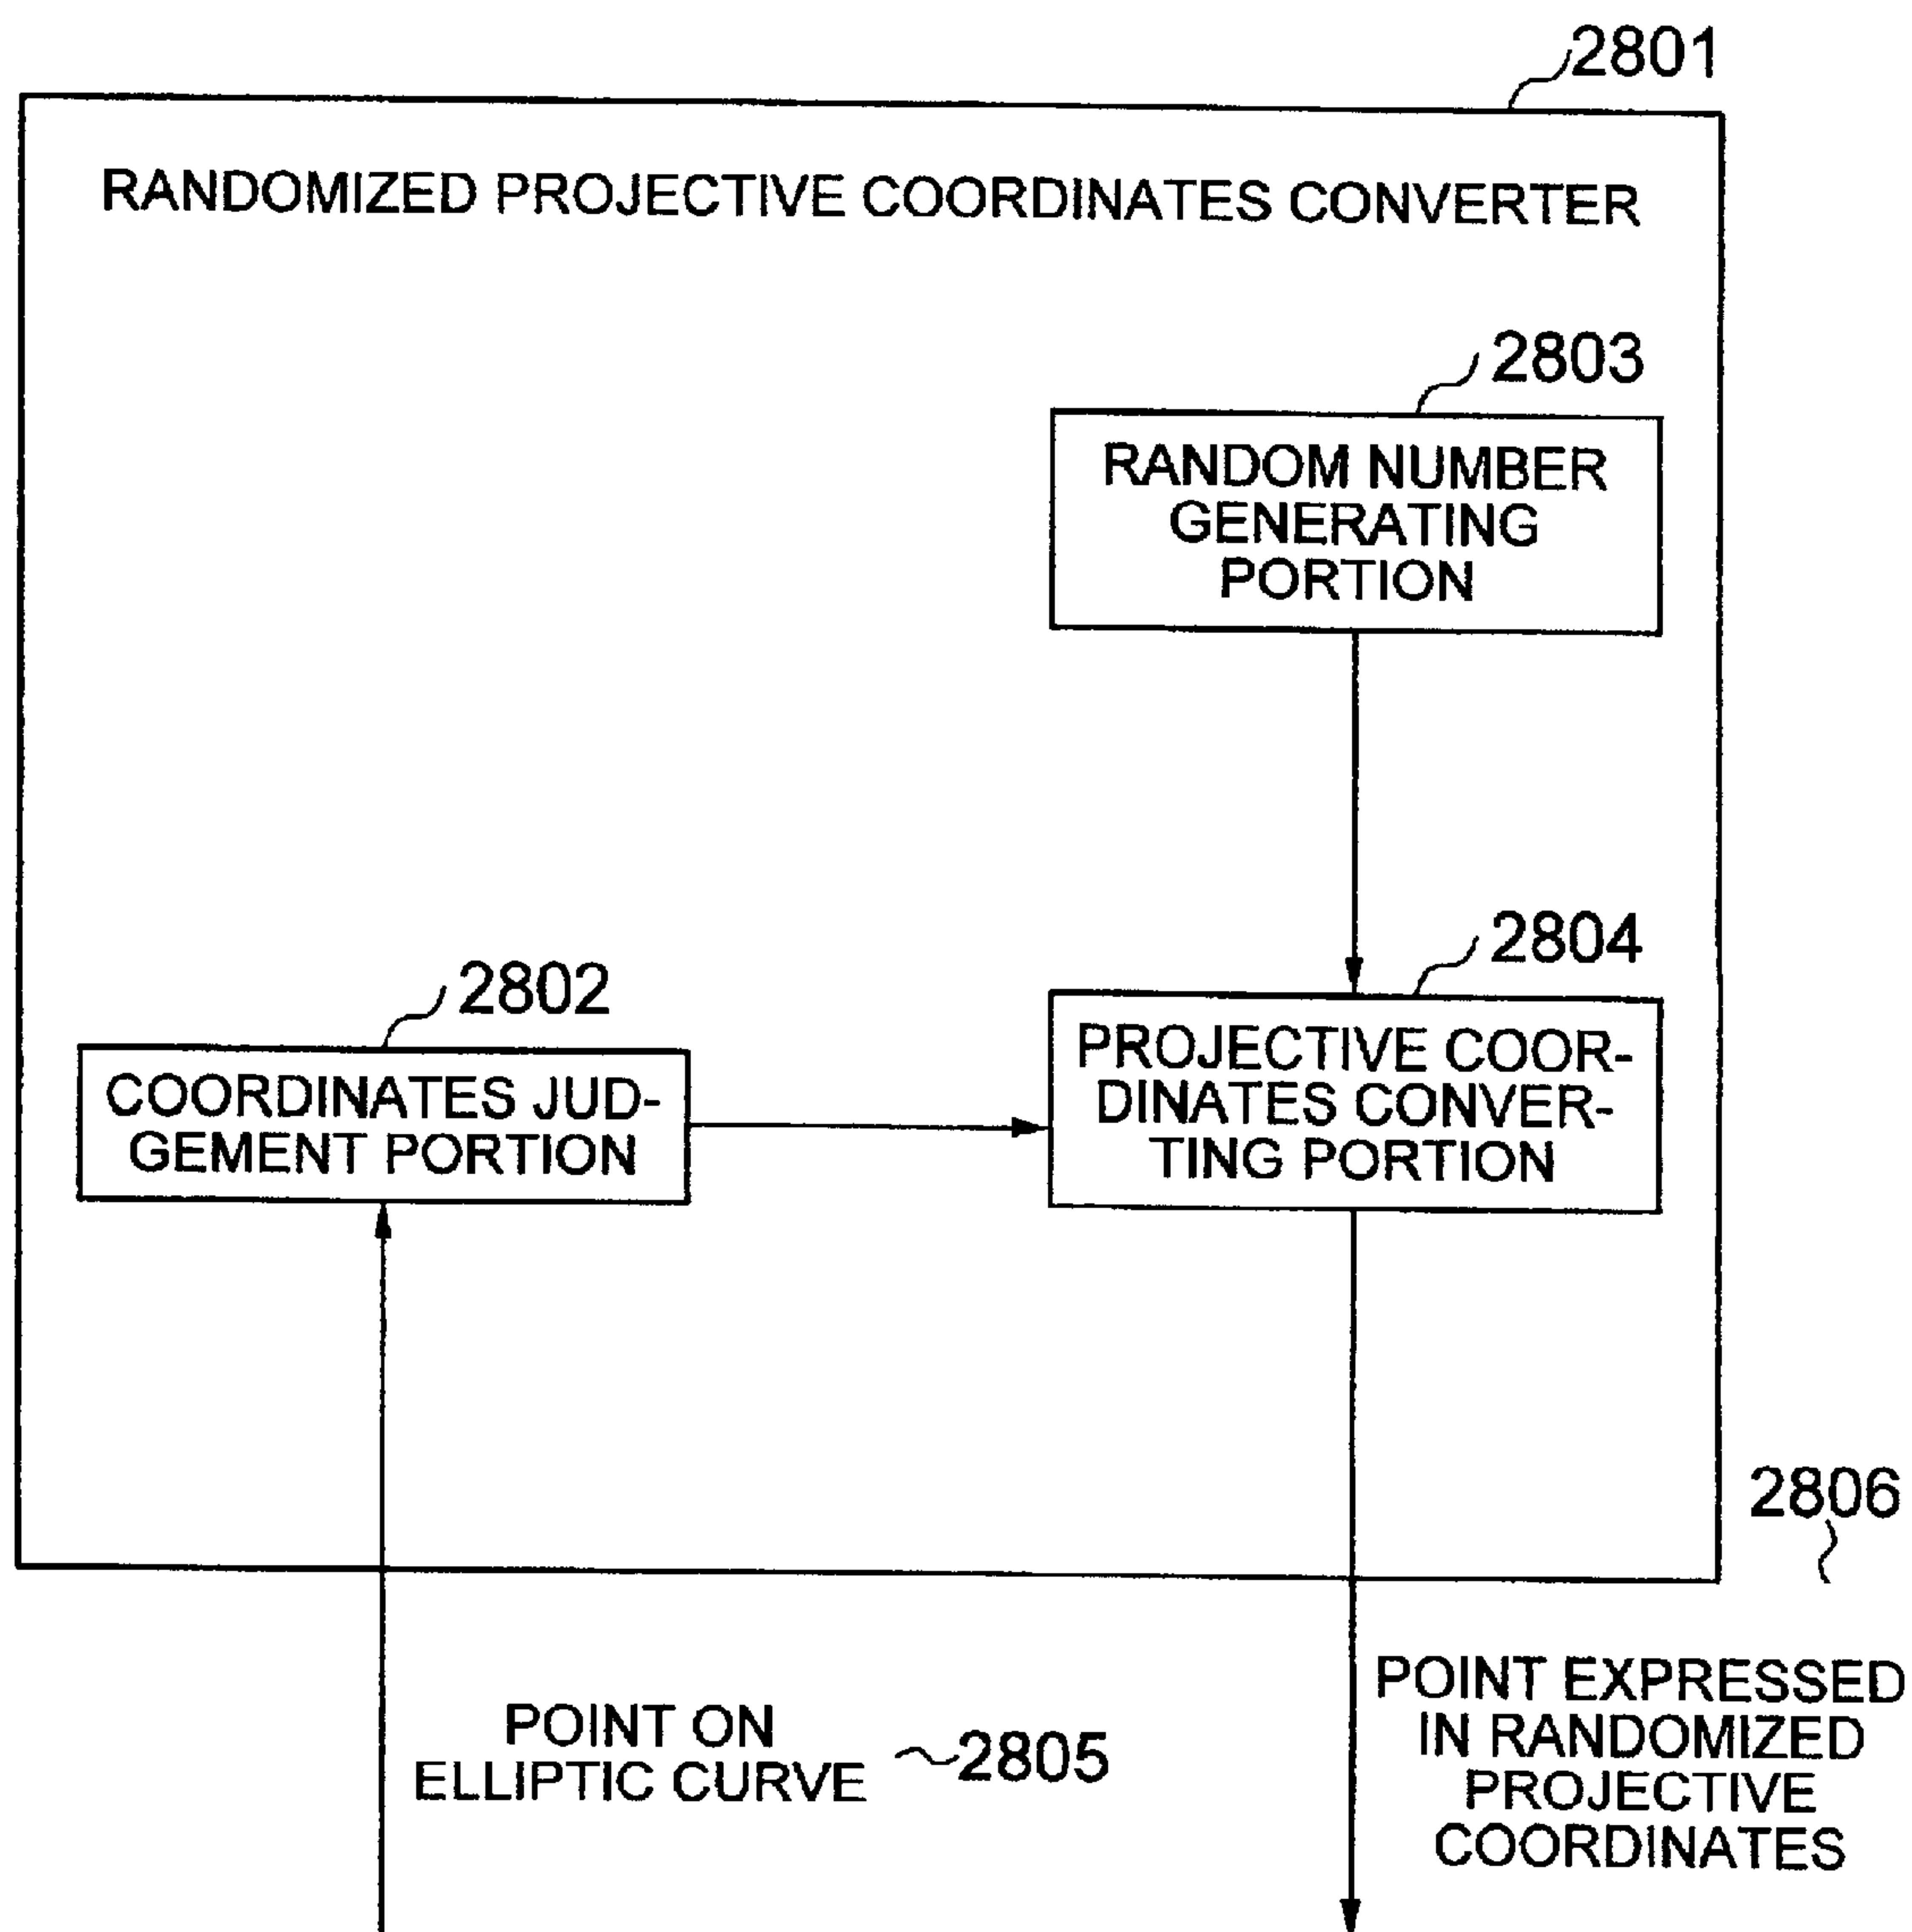 2801
RANDOMIZED PROJECTIVE COORDINATES CONVERTER
2803
RANDOM NUMBER
GENERATING
PORTION
2804
PROJECTIVE COOR-
DINATES CONVER-
TING PORTION
2802
COORDINATES JUD-
GEMENT PORTION
2806
POINT ON
ELLIPTIC CURVE
2805
POINT EXPRESSED
IN RANDOMIZED
PROJECTIVE
COORDINATES